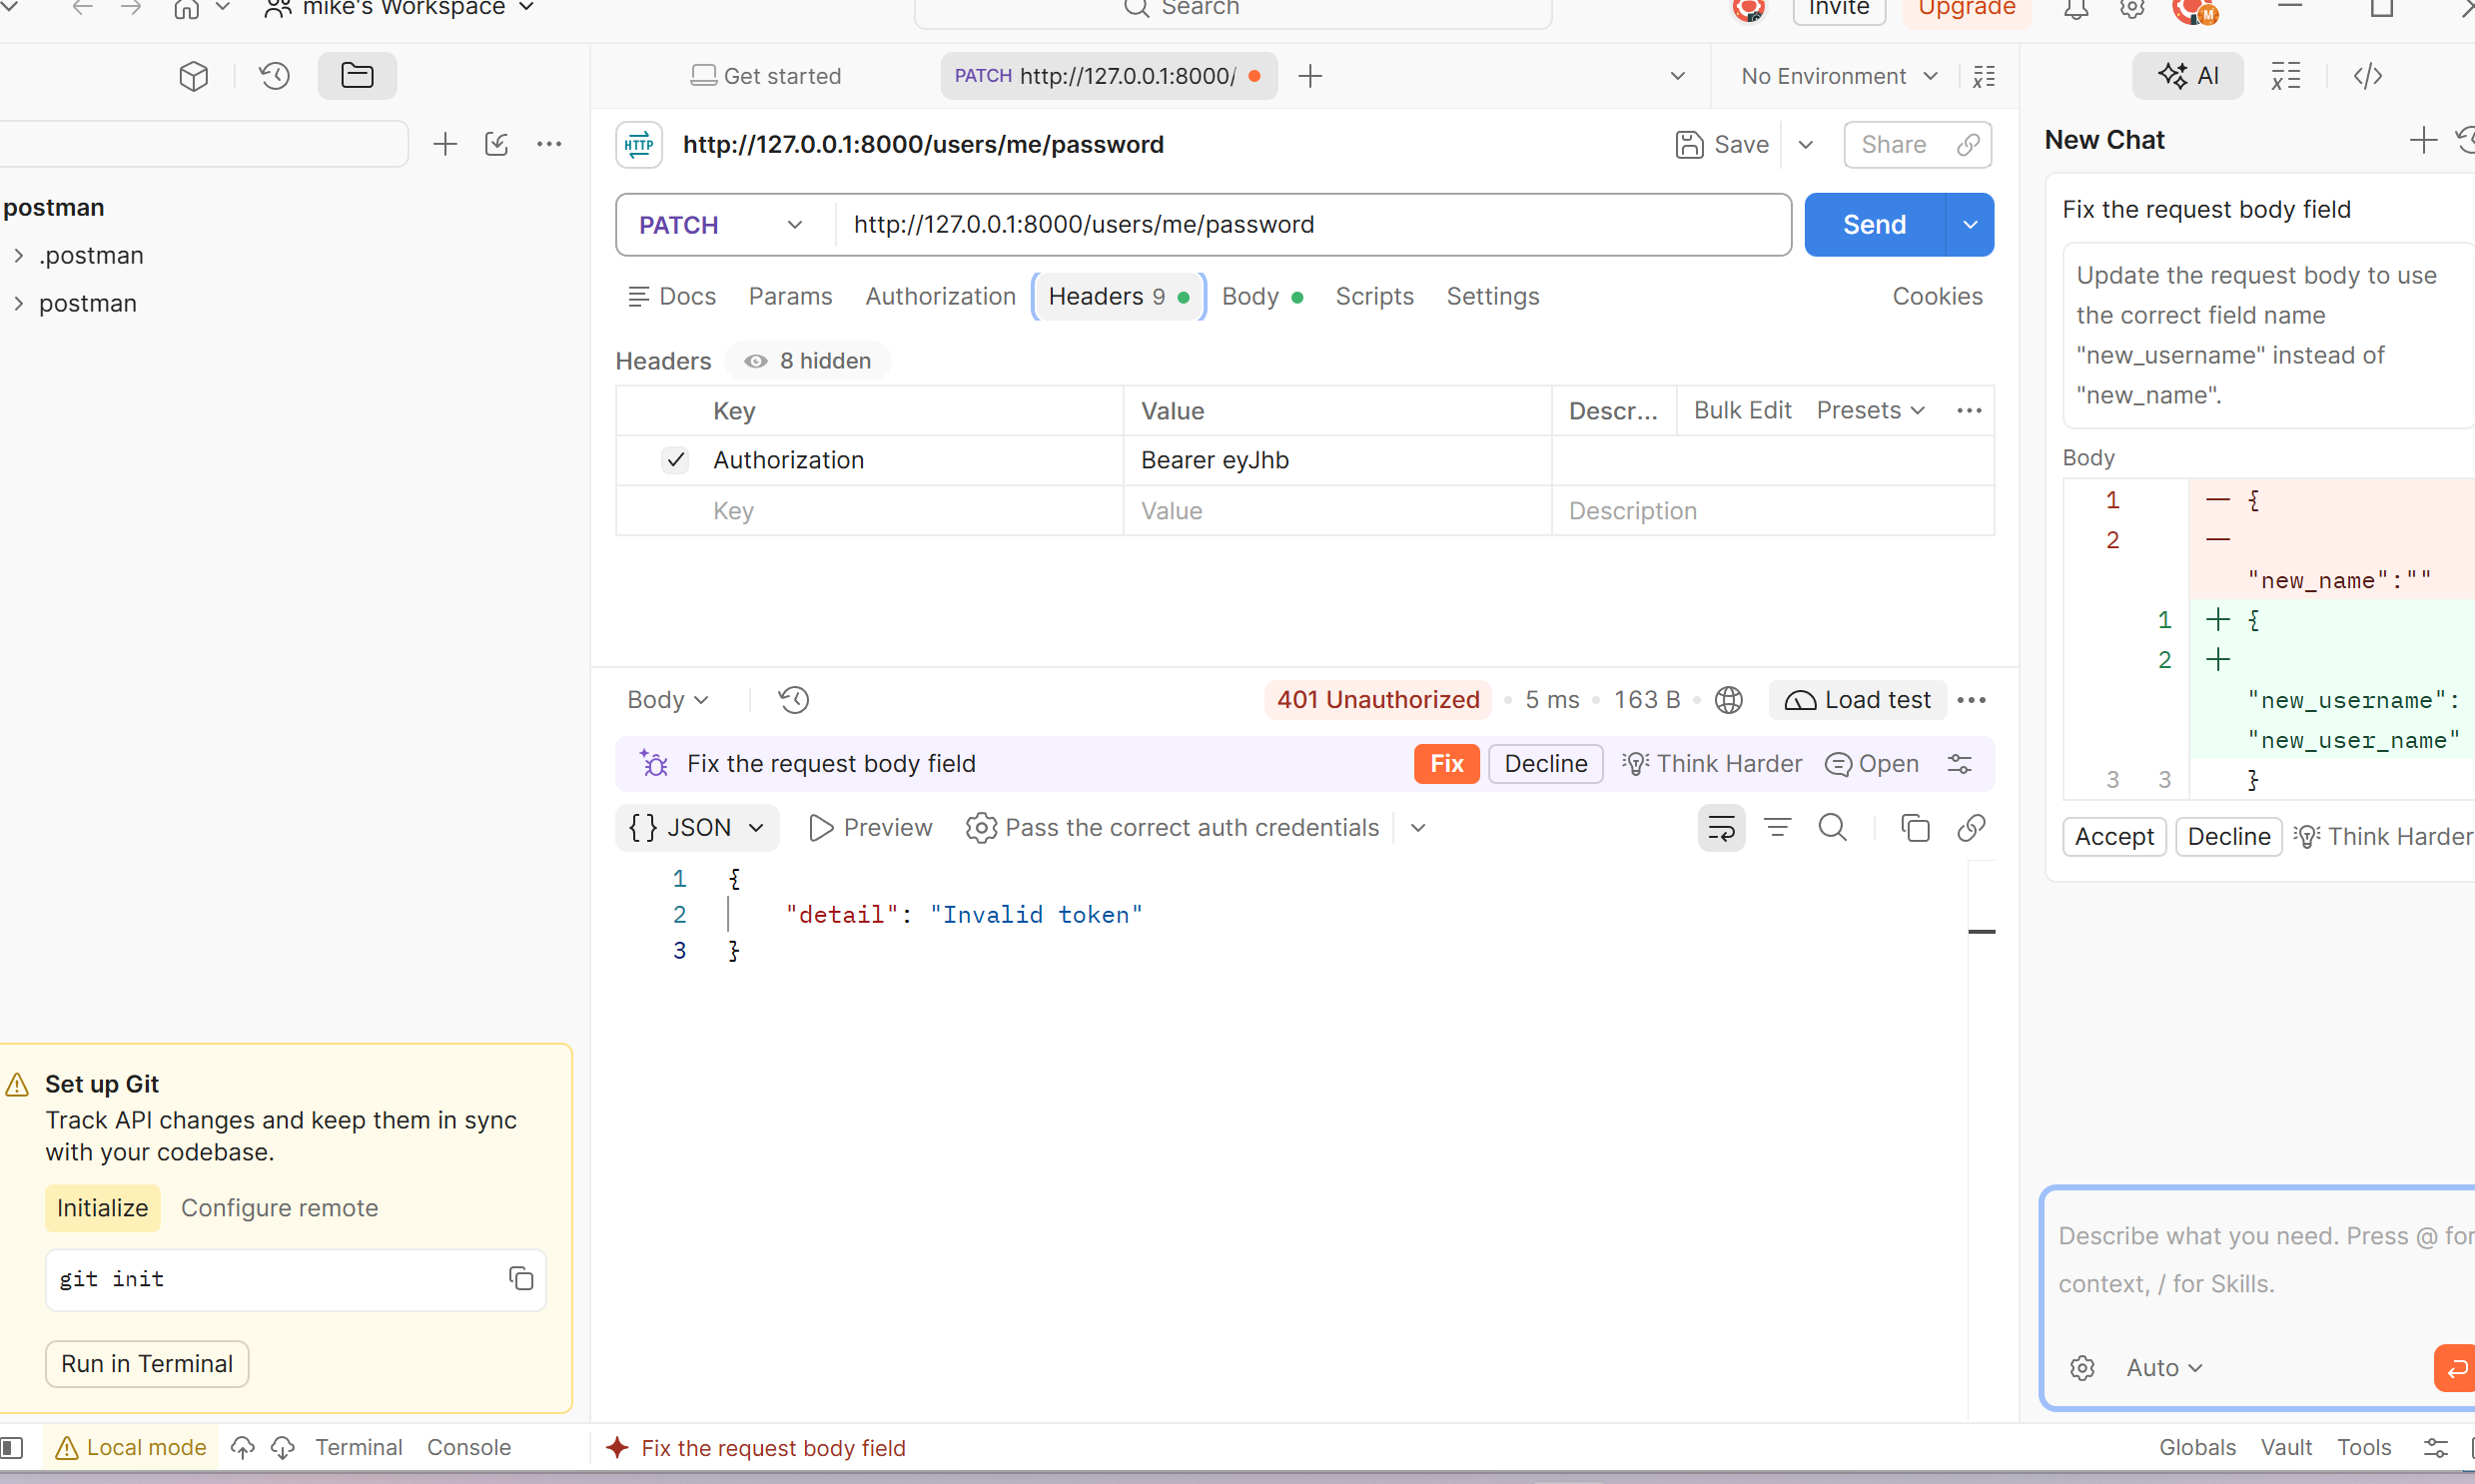 mike's Workspace
Search
Invite
Upgrade
M
Get started
PATCH http://127.0.0.1:8000/
No Environment
AI
HTTP
http://127.0.0.1:8000/users/me/password
Save
Share
New Chat
postman
.postman
postman
PATCH
http://127.0.0.1:8000/users/me/password
Send
Docs
Params
Authorization
Headers 9
Body
Scripts
Settings
Cookies
Headers
8 hidden
Key
Value
Descr...
Bulk Edit
Presets
Authorization
Bearer eyJhb
Key
Value
Description
Fix the request body field
Update the request body to use
the correct field name
"new_username" instead of
"new_name".
Body
1 — {
2 —
"new_name":""
1 + {
2 +
"new_username":
"new_user_name"
3 3 }
Accept
Decline
Think Harder
Body
401 Unauthorized
5 ms
163 B
Load test
Fix the request body field
Fix
Decline
Think Harder
Open
{} JSON
Preview
Pass the correct auth credentials
1 {
2 "detail": "Invalid token"
3 }
Set up Git
Track API changes and keep them in sync
with your codebase.
Initialize
Configure remote
git init
Run in Terminal
Describe what you need. Press @ for
context, / for Skills.
Auto
Local mode
Terminal
Console
Fix the request body field
Globals
Vault
Tools